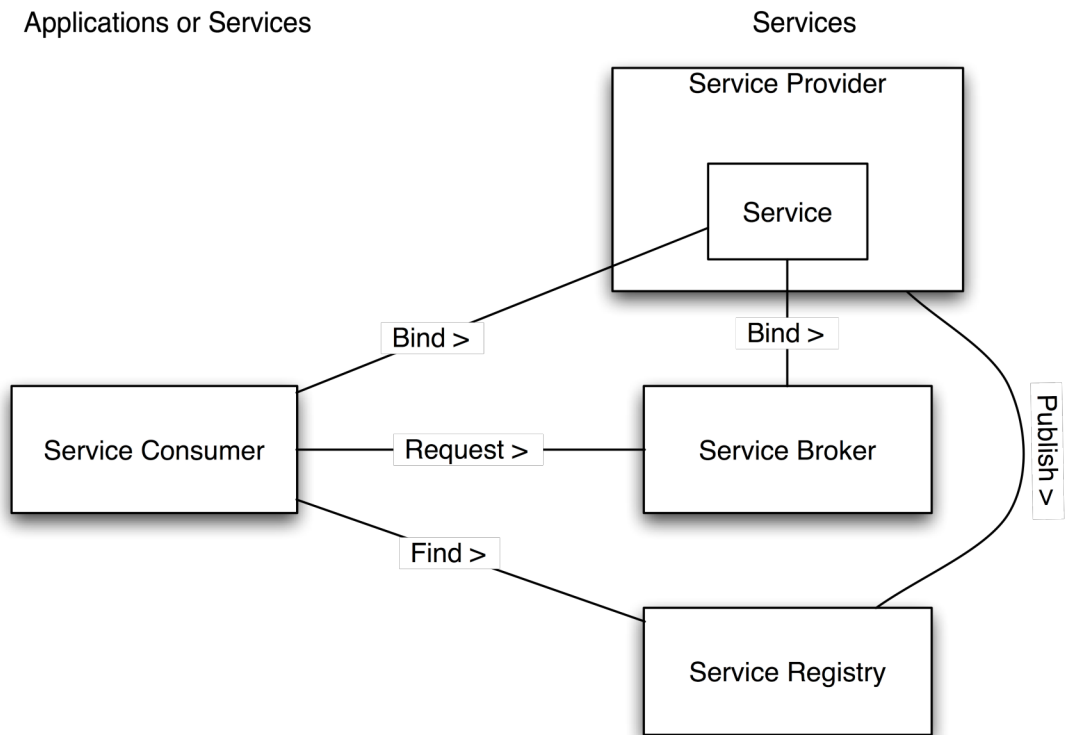 Applications or Services
Services
Service Provider
Service
Bind >
Bind >
Service Consumer
Request >
Service Broker
Publish >
Find >
Service Registry